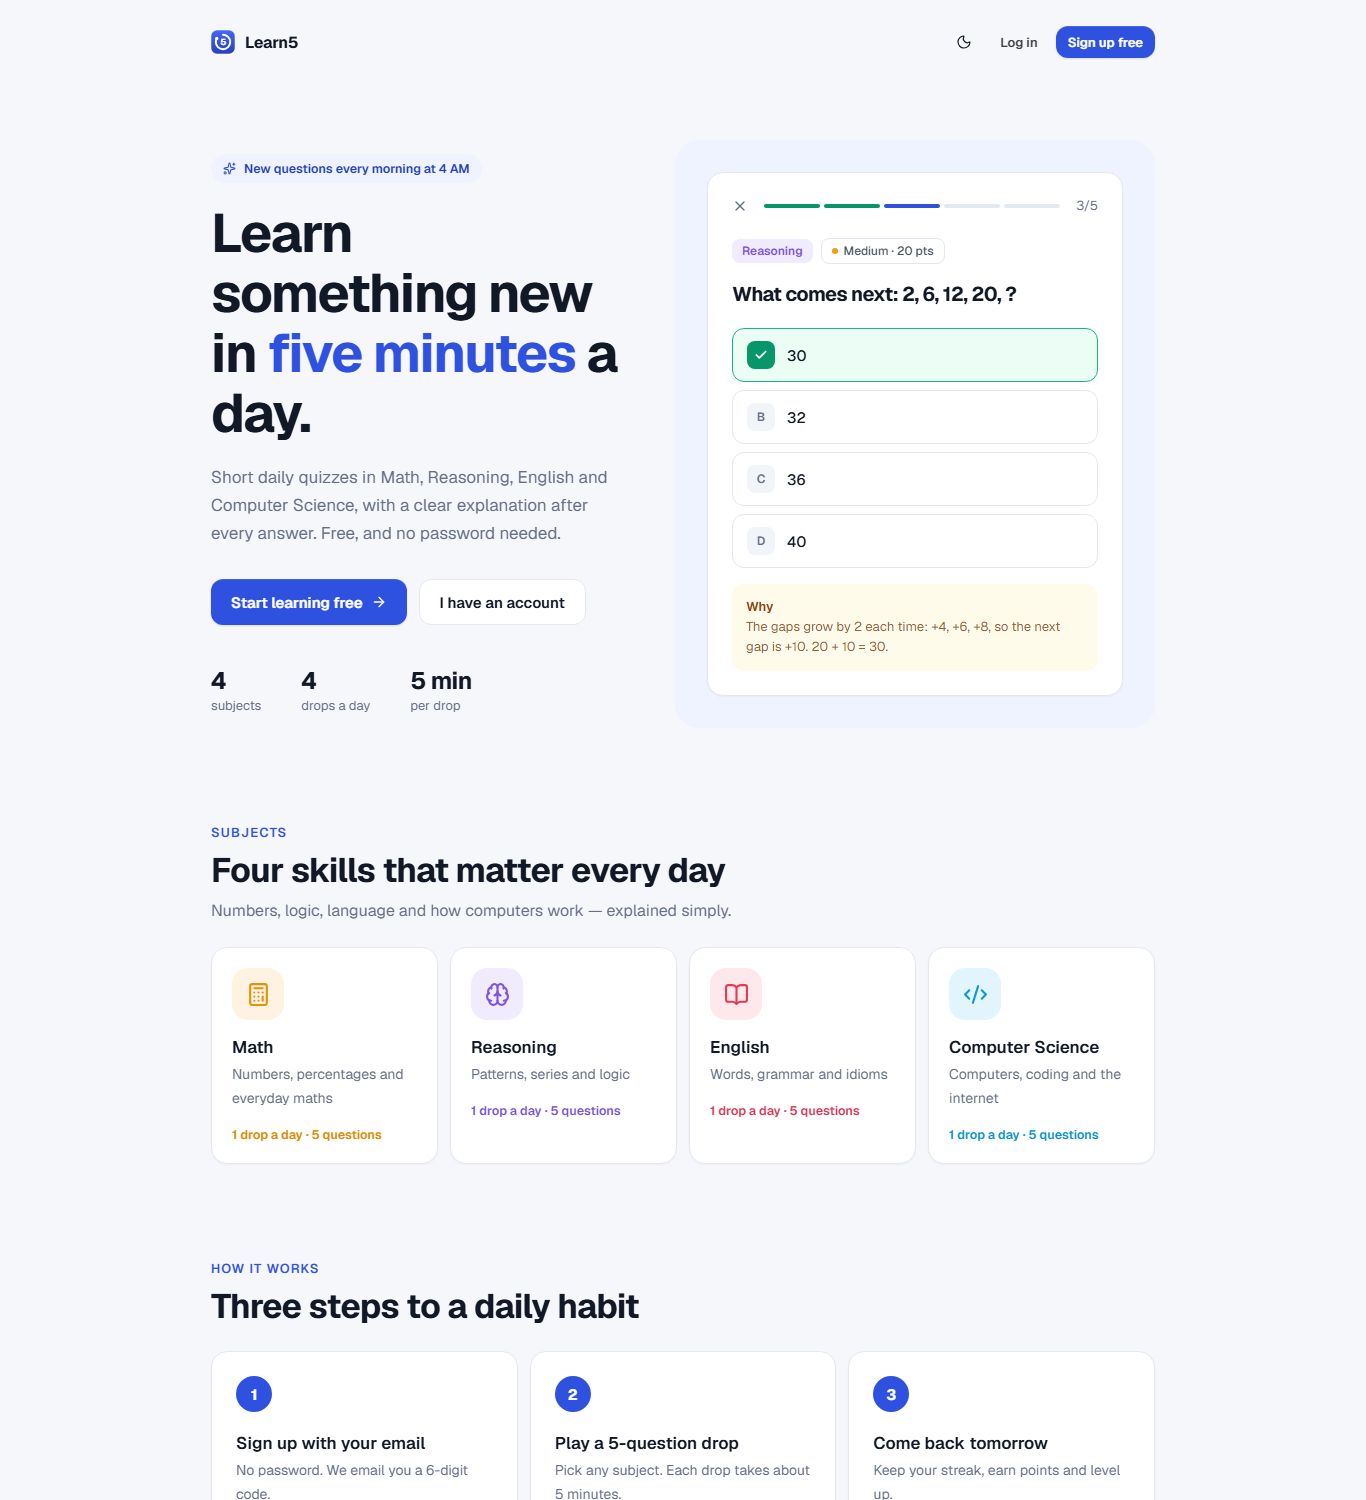 Learn5
Log in
Sign up free
New questions every morning at 4 AM
Learn
something new
in five minutes a
day.
Short daily quizzes in Math, Reasoning, English and
Computer Science, with a clear explanation after
every answer. Free, and no password needed.
Start learning free
I have an account
4
subjects
4
drops a day
5 min
per drop
3/5
Reasoning
Medium · 20 pts
What comes next: 2, 6, 12, 20, ?
30
B
32
C
36
D
40
Why
The gaps grow by 2 each time: +4, +6, +8, so the next
gap is +10. 20 + 10 = 30.
SUBJECTS
Four skills that matter every day
Numbers, logic, language and how computers work — explained simply.
Math
Numbers, percentages and
everyday maths
1 drop a day · 5 questions
Reasoning
Patterns, series and logic
1 drop a day · 5 questions
English
Words, grammar and idioms
1 drop a day · 5 questions
Computer Science
Computers, coding and the
internet
1 drop a day · 5 questions
HOW IT WORKS
Three steps to a daily habit
1
Sign up with your email
No password. We email you a 6-digit
code.
2
Play a 5-question drop
Pick any subject. Each drop takes about
5 minutes.
3
Come back tomorrow
Keep your streak, earn points and level
up.